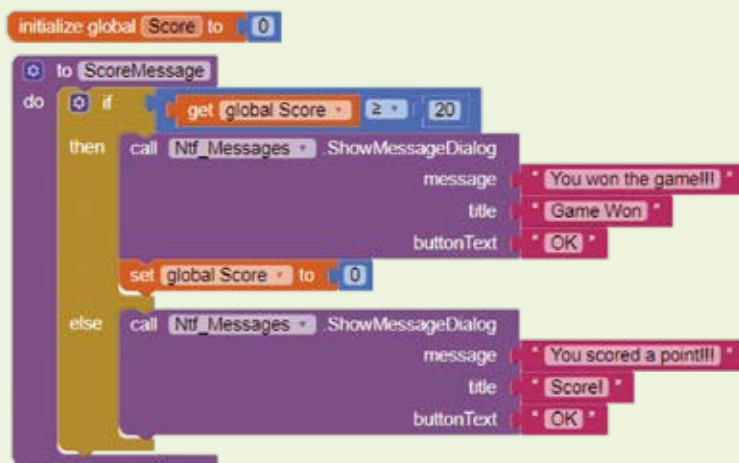 initialize global Score to 0
to ScoreMessage
do if get global Score ≥ 20
then call Ntf_Messages .ShowMessageDialog
message " You won the game!!! "
title " Game Won "
buttonText " OK "
set global Score to 0
else call Ntf_Messages .ShowMessageDialog
message " You scored a point!!! "
title " Score! "
buttonText " OK "